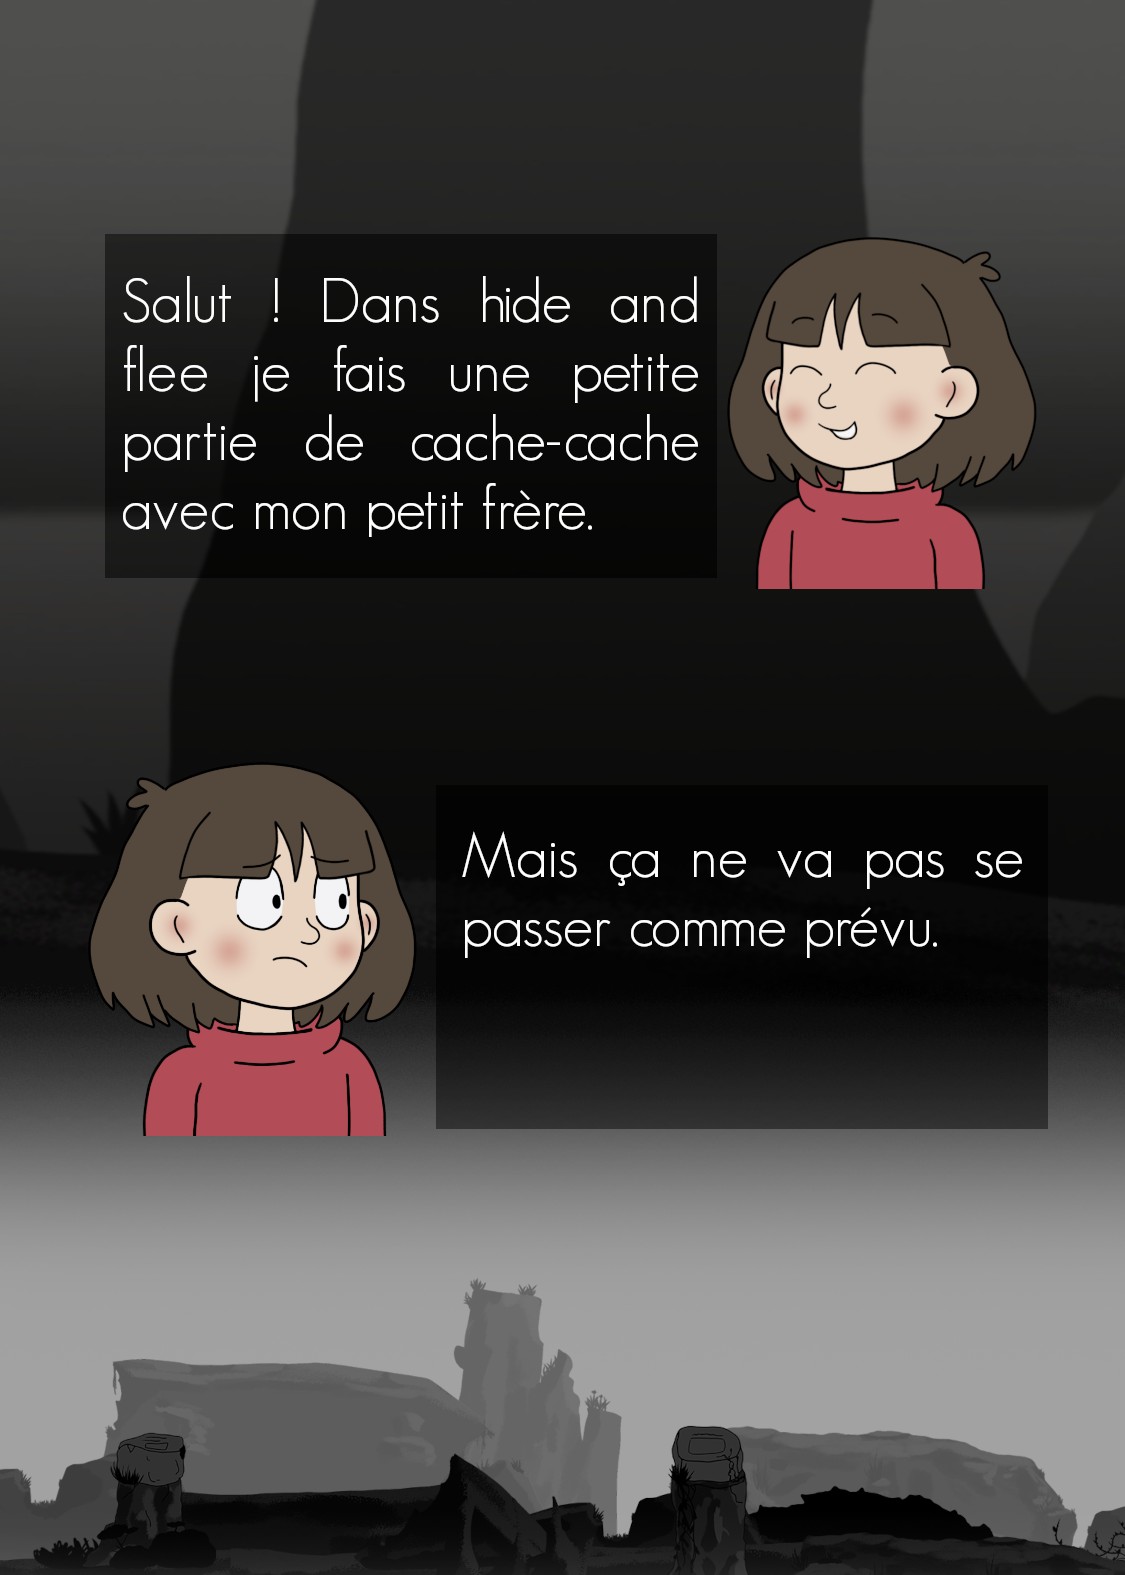 Salut ! Dans hide and
flee je fais une petite
partie de cache-cache
avec mon petit frère.
Mais ça ne va pas se
passer comme prévu.